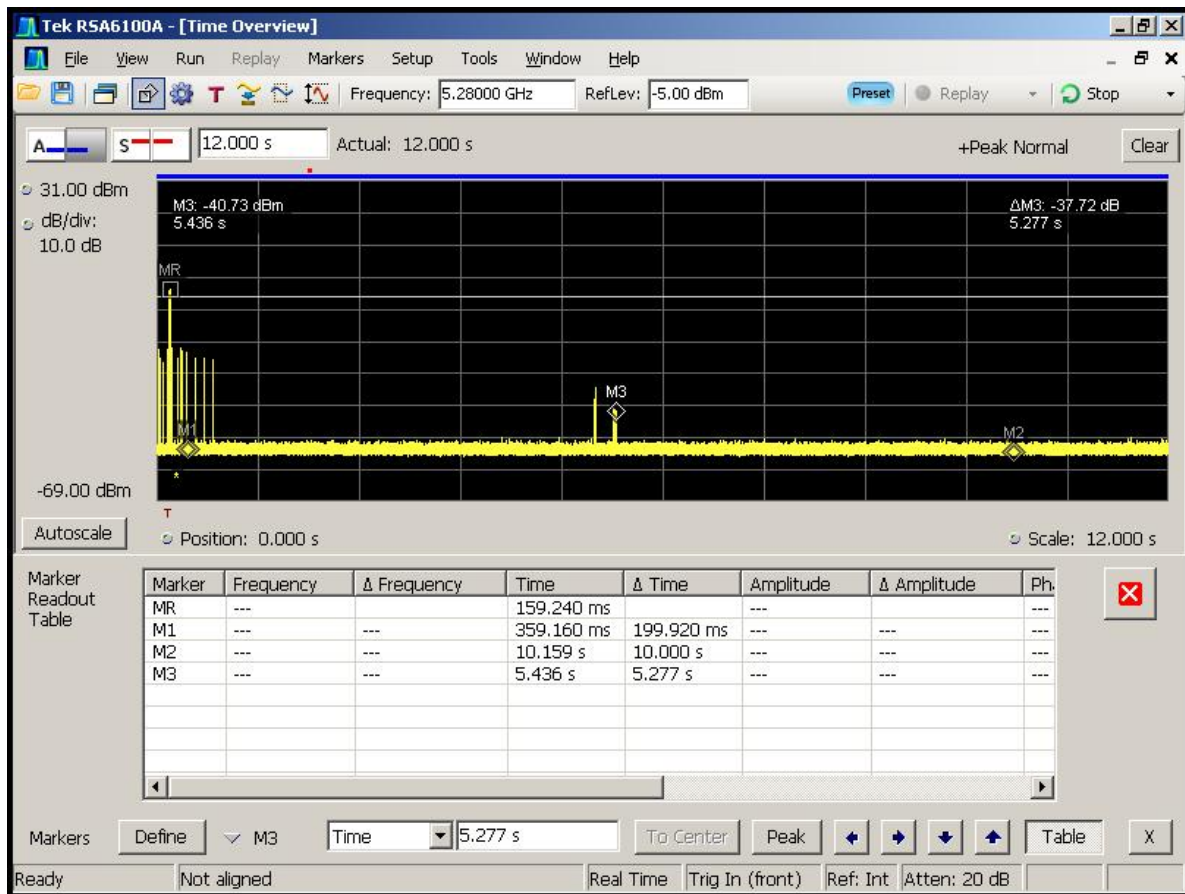 Tek RSA6100A - [Time Overview]
File View Run Replay Markers Setup Tools Window Help
T Frequency: 5.28000 GHz RefLev: -5.00 dBm Preset Replay Stop
A S 12.000 s Actual: 12.000 s +Peak Normal Clear
31.00 dBm
dB/div:
10.0 dB
M3: -40.73 dBm
5.436 s
ΔM3: -37.72 dB
5.277 s
MR
M3
M1
M2
-69.00 dBm
T
Autoscale
Position: 0.000 s
Scale: 12.000 s
Marker
Readout
Table
Marker Frequency Δ Frequency Time Δ Time Amplitude Δ Amplitude Ph
MR --- 159.240 ms --- ---
M1 --- --- 359.160 ms 199.920 ms --- --- ---
M2 --- --- 10.159 s 10.000 s --- --- ---
M3 --- --- 5.436 s 5.277 s --- --- ---
Markers Define M3 Time 5.277 s To Center Peak Table X
Ready Not aligned Real Time Trig In (front) Ref: Int Atten: 20 dB